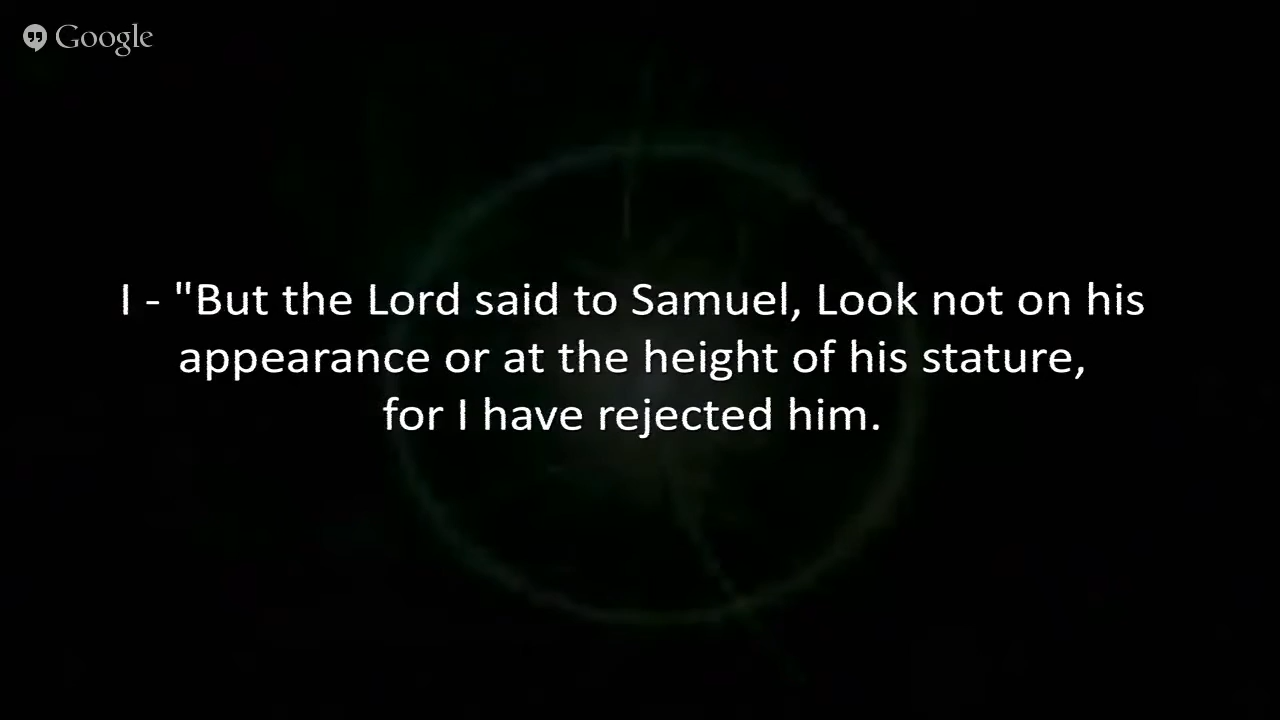 Google
I - "But the Lord said to Samuel, Look not on his
appearance or at the height of his stature,
for I have rejected him.